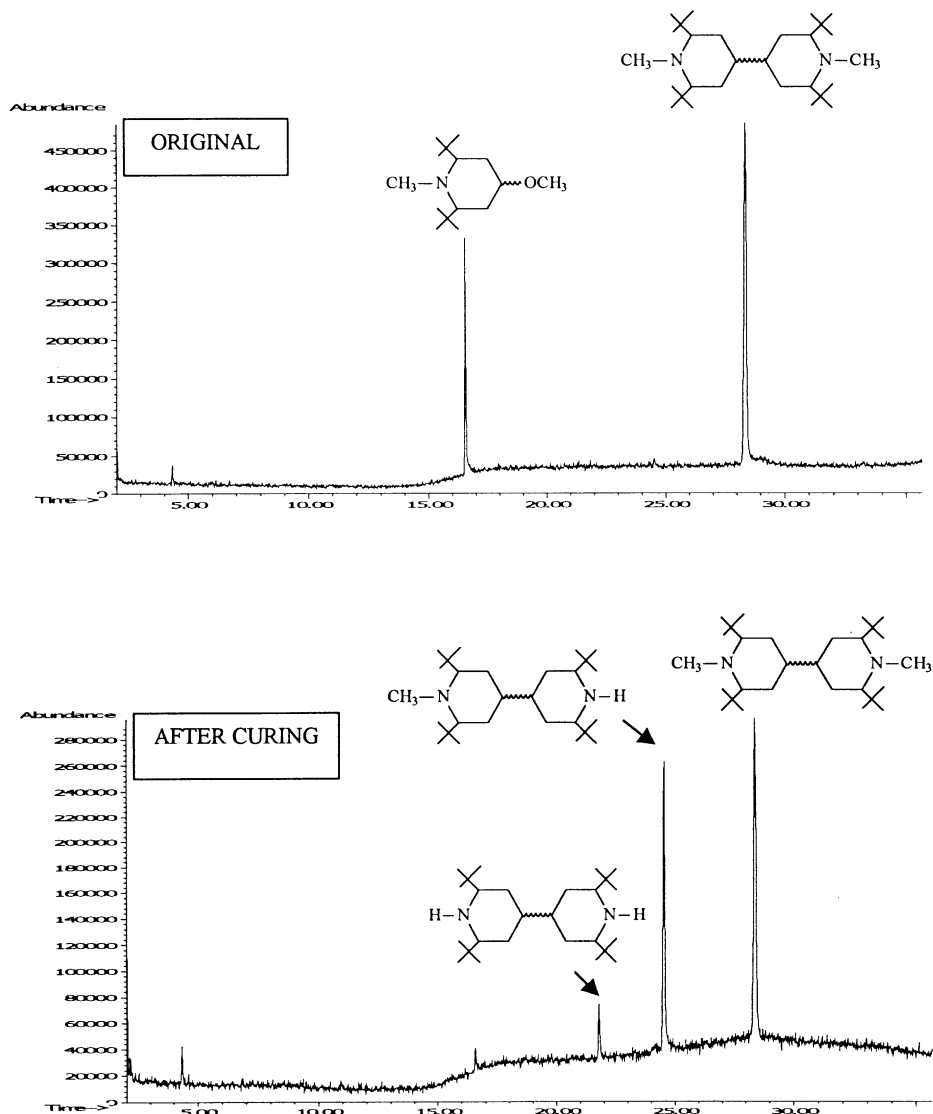 CH3—N N—CH3
Abundance
ORIGINAL
CH3—N OCH3
450000
400000
350000
300000
250000
200000
150000
100000
50000
0
Time-->
5.00 10.00 15.00 20.00 25.00 30.00
CH3—N N—CH3
CH3—N N—H
Abundance
AFTER CURING
280000
260000
240000
220000
200000
180000
160000
140000
120000
100000
80000
60000
40000
20000
0
H—N N—H
Time-->
5.00 10.00 15.00 20.00 25.00 30.00